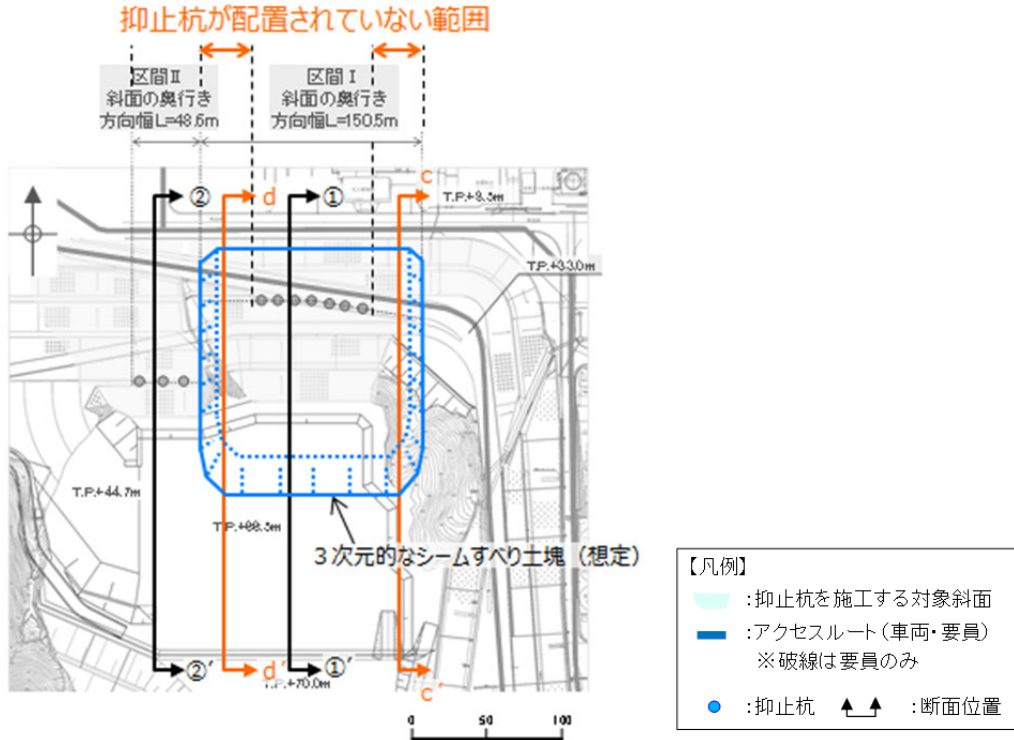 抑止杭が配置されていない範囲
区間Ⅱ
斜面の奥行き
方向幅L=48.6m
区間Ⅰ
斜面の奥行き
方向幅L=150.5m
②
d
①
c
T.P.+8.5m
T.P.+33.0m
T.P.+44.7m
３次元的なシームすべり土塊（想定）
②′
d′
①′
c′
T.P.+70.0m
0 50 100
【凡例】
:抑止杭を施工する対象斜面
:アクセスルート（車両・要員）
※破線は要員のみ
:抑止杭
:断面位置